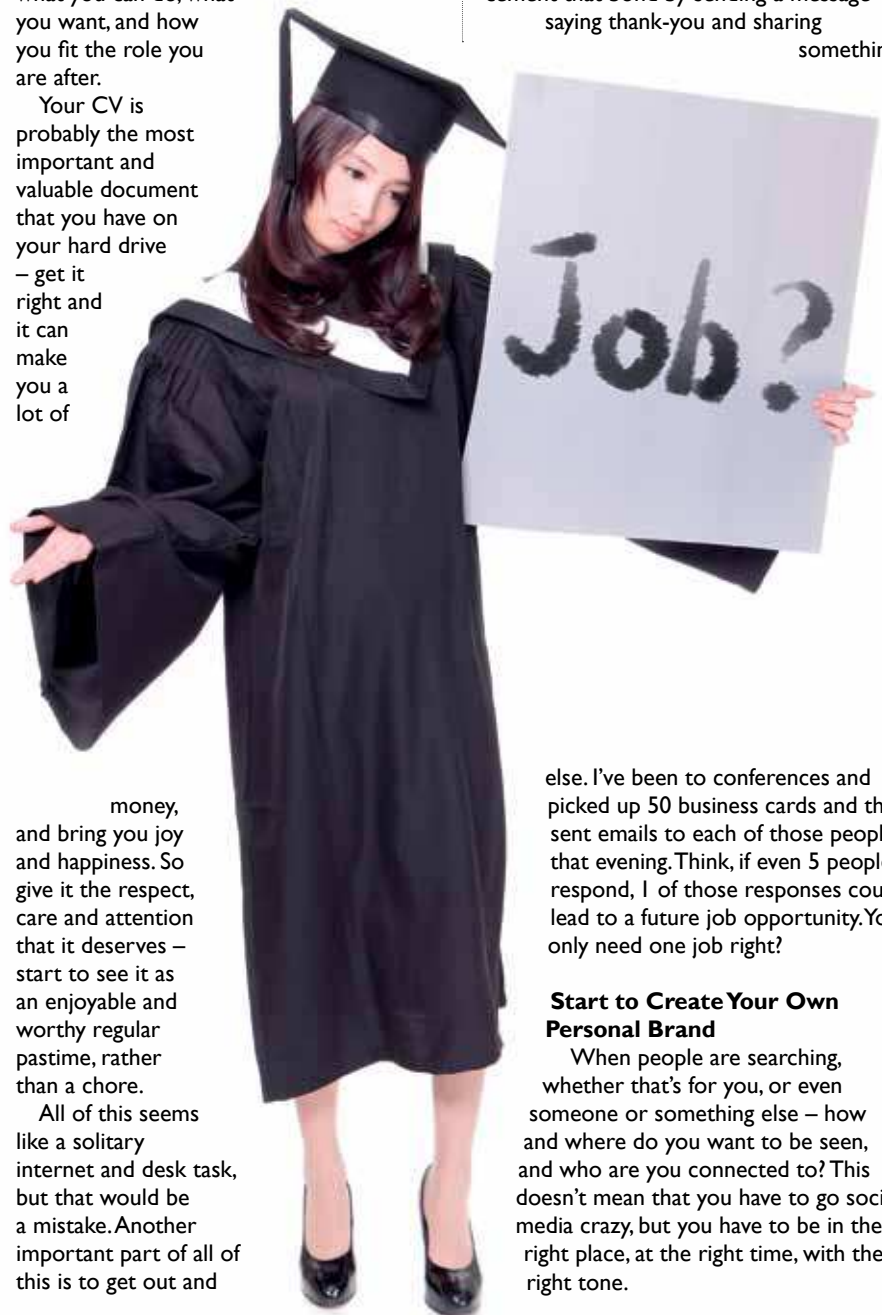 you want, and how
you fit the role you
are after.
Your CV is
probably the most
important and
valuable document
that you have on
your hard drive
– get it
right and
it can
make
you a
lot of
money,
and bring you joy
and happiness. So
give it the respect,
care and attention
that it deserves –
start to see it as
an enjoyable and
worthy regular
pastime, rather
than a chore.
All of this seems
like a solitary
internet and desk task,
but that would be
a mistake. Another
important part of all of
this is to get out and
saying thank-you and sharing
Job?
else. I've been to conferences and
picked up 50 business cards and
sent emails to each of those
that evening. Think, if even 5
respond, 1 of those responses
lead to a future job opportunity.
only need one job right?
Start to Create Your Own
Personal Brand
When people are searching,
whether that's for you, or even
someone or something else – how
and where do you want to be seen,
and who are you connected to? This
doesn't mean that you have to go
media crazy, but you have to be in the
right place, at the right time, with the
right tone.